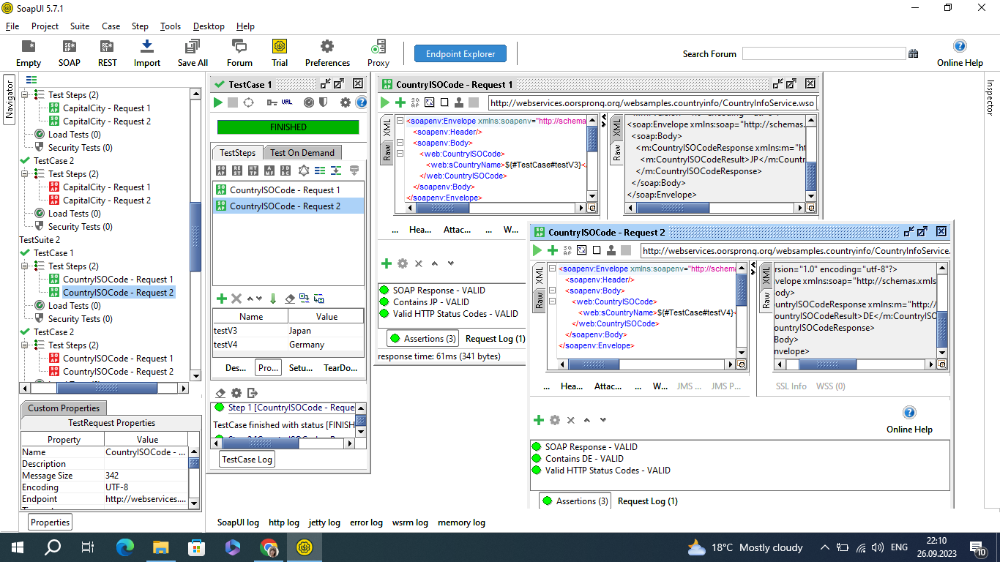 SoapUI 5.7.1
File Project Suite Case Step Tools Desktop Help
Empty SOAP REST Import Save All Forum Trial Preferences Proxy
Endpoint Explorer
Search Forum
Online Help
Navigator
Test Steps (2)
CapitalCity - Request 1
CapitalCity - Request 2
Load Tests (0)
Security Tests (0)
TestCase 2
Test Steps (2)
CapitalCity - Request 1
CapitalCity - Request 2
Load Tests (0)
Security Tests (0)
TestSuite 2
TestCase 1
Test Steps (2)
CountryISOCode - Request 1
CountryISOCode - Request 2
Load Tests (0)
Security Tests (0)
TestCase 2
Test Steps (2)
CountryISOCode - Request 1
CountryISOCode - Request 2
Custom Properties
TestRequest Properties
Property Value
Name CountryISOCode - ...
Description
Message Size 342
Encoding UTF-8
Endpoint http://webservices....
Properties
TestCase 1
URL
FINISHED
TestSteps Test On Demand
CountryISOCode - Request 1
CountryISOCode - Request 2
Name Value
testV3 Japan
testV4 Germany
Des... Pro... Setu... TearDo...
Step 1 [CountryISOCode - Reque
TestCase finished with status [FINISH
TestCase Log
CountryISOCode - Request 1
http://webservices.oorsprong.org/websamples.countryinfo/CountryInfoService.wso
XML
Raw
<soapenv:Envelope xmlns:soapenv="http://schema
<soapenv:Header/>
<soapenv:Body>
<web:CountryISOCode>
<web:sCountryName>${#TestCase#testV3}</
</web:CountryISOCode>
</soapenv:Body>
</soapenv:Envelope>
XML
Raw
<soap:Envelope xmlns:soap="http://schemas.
<soap:Body>
<m:CountryISOCodeResponse xmlns:m="ht
<m:CountryISOCodeResult>JP</m:Countr
</m:CountryISOCodeResponse>
</soap:Body>
</soap:Envelope>
... Hea... Attac... ... W...
SOAP Response - VALID
Contains JP - VALID
Valid HTTP Status Codes - VALID
Assertions (3) Request Log (1)
response time: 61ms (341 bytes)
CountryISOCode - Request 2
http://webservices.oorsprong.org/websamples.countryinfo/CountryInfoService.
XML
Raw
<soapenv:Envelope xmlns:soapenv="http://schema
<soapenv:Header/>
<soapenv:Body>
<web:CountryISOCode>
<web:sCountryName>${#TestCase#testV4}<
</web:CountryISOCode>
</soapenv:Body>
</soapenv:Envelope>
XML
Raw
rsion="1.0" encoding="utf-8"?>
nvelope xmlns:soap="http://schemas.xmls
ody>
ountryISOCodeResponse xmlns:m="http:/
CountryISOCodeResult>DE</m:CountryISO
CountryISOCodeResponse>
Body>
nvelope>
... Hea... Attac... ... W... JMS ... JMS P...
SSL Info WSS (0)
Online Help
SOAP Response - VALID
Contains DE - VALID
Valid HTTP Status Codes - VALID
Assertions (3) Request Log (1)
Inspector
SoapUI log http log jetty log error log wsrm log memory log
18°C Mostly cloudy
ENG
22:10
26.09.2023
10